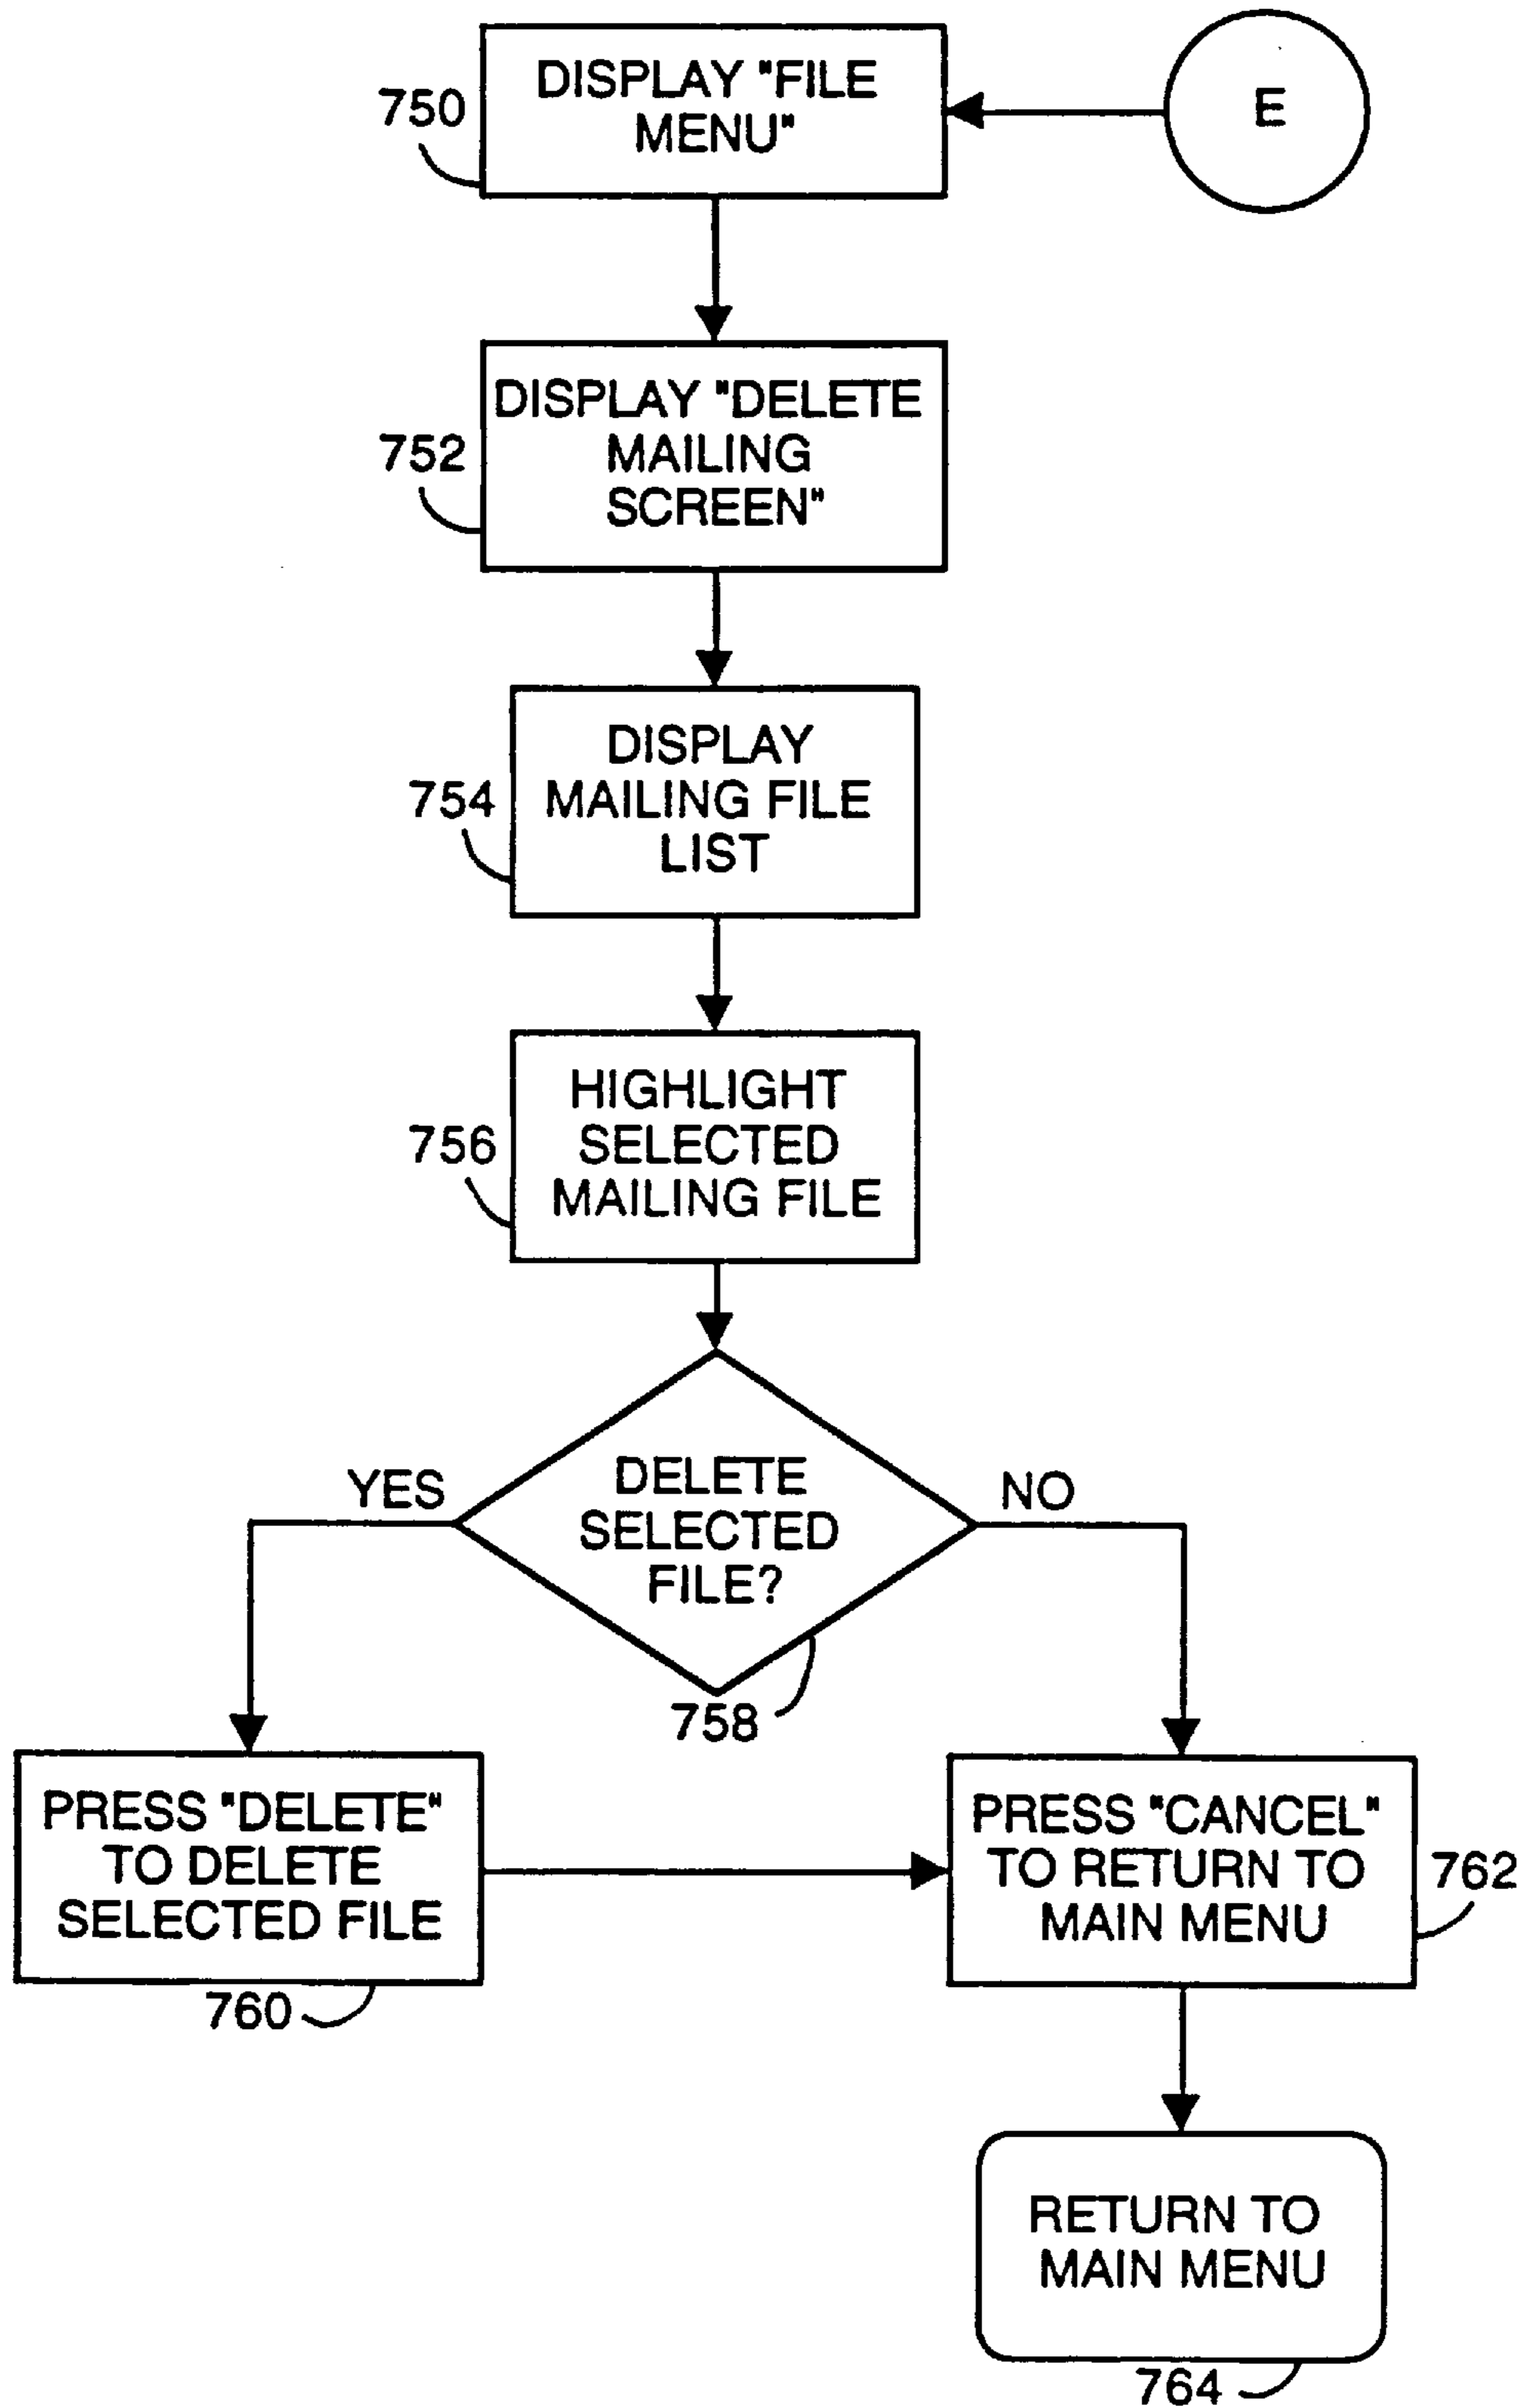 DISPLAY "FILE
MENU"
750
E
DISPLAY "DELETE
MAILING
SCREEN"
752
DISPLAY
MAILING FILE
LIST
754
HIGHLIGHT
SELECTED
MAILING FILE
756
YES
DELETE
SELECTED
FILE?
NO
758
PRESS "DELETE"
TO DELETE
SELECTED FILE
760
PRESS "CANCEL"
TO RETURN TO
MAIN MENU
762
RETURN TO
MAIN MENU
764